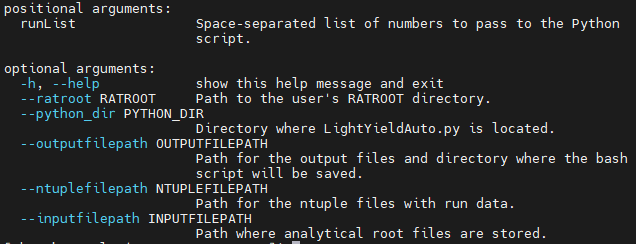 positional arguments:
runList Space-separated list of numbers to pass to the Python
script.
optional arguments:
-h, --help show this help message and exit
--ratroot RATROOT Path to the user's RATROOT directory.
--python_dir PYTHON_DIR
Directory where LightYieldAuto.py is located.
--outputfilepath OUTPUTFILEPATH
Path for the output files and directory where the bash
script will be saved.
--ntuplefilepath NTUPLEFILEPATH
Path for the ntuple files with run data.
--inputfilepath INPUTFILEPATH
Path where analytical root files are stored.